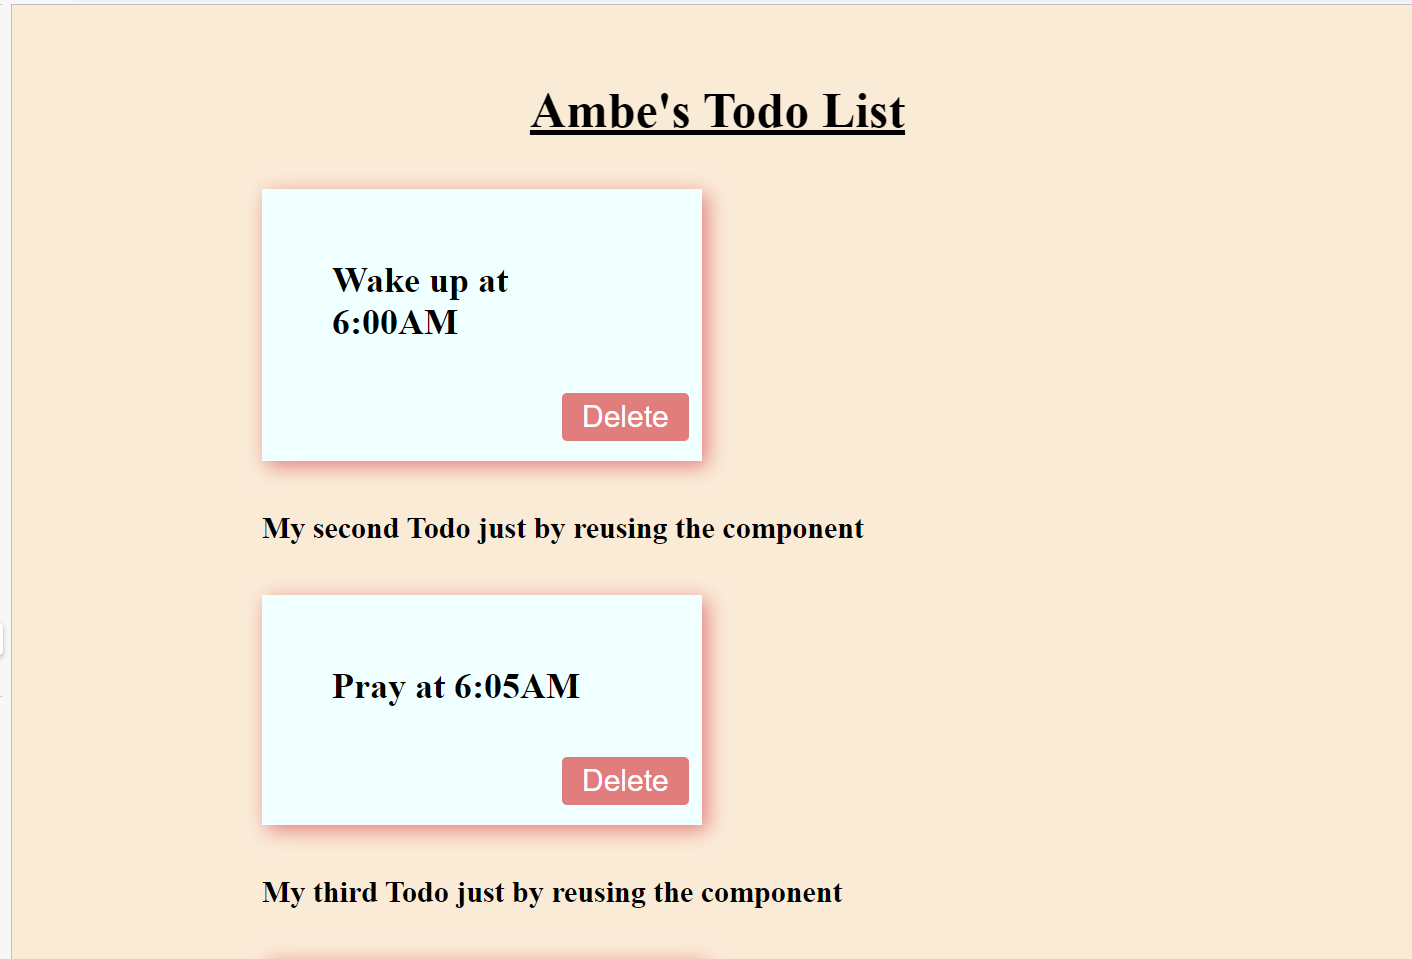 Ambe's Todo List
Wake up at
6:00AM
Delete
My second Todo just by reusing the component
Pray at 6:05AM
Delete
My third Todo just by reusing the component